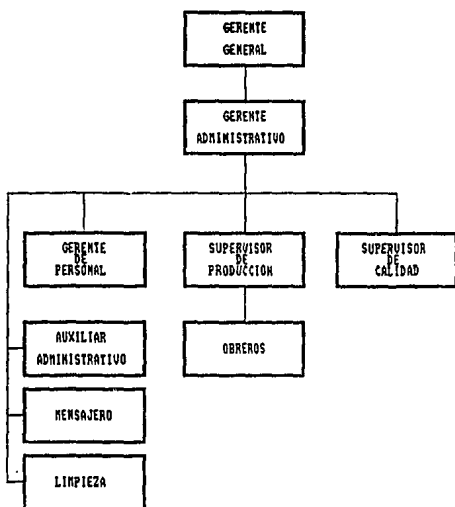 GERENTE
GENERAL
GERENTE
ADMINISTRATIVO
GERENTE
DE
PERSONAL
SUPERVISOR
DE
PRODUCCION
SUPERVISOR
DE
CALIDAD
AUXILIAR
ADMINISTRATIVO
OBREROS
MENSAJERO
LIMPIEZA